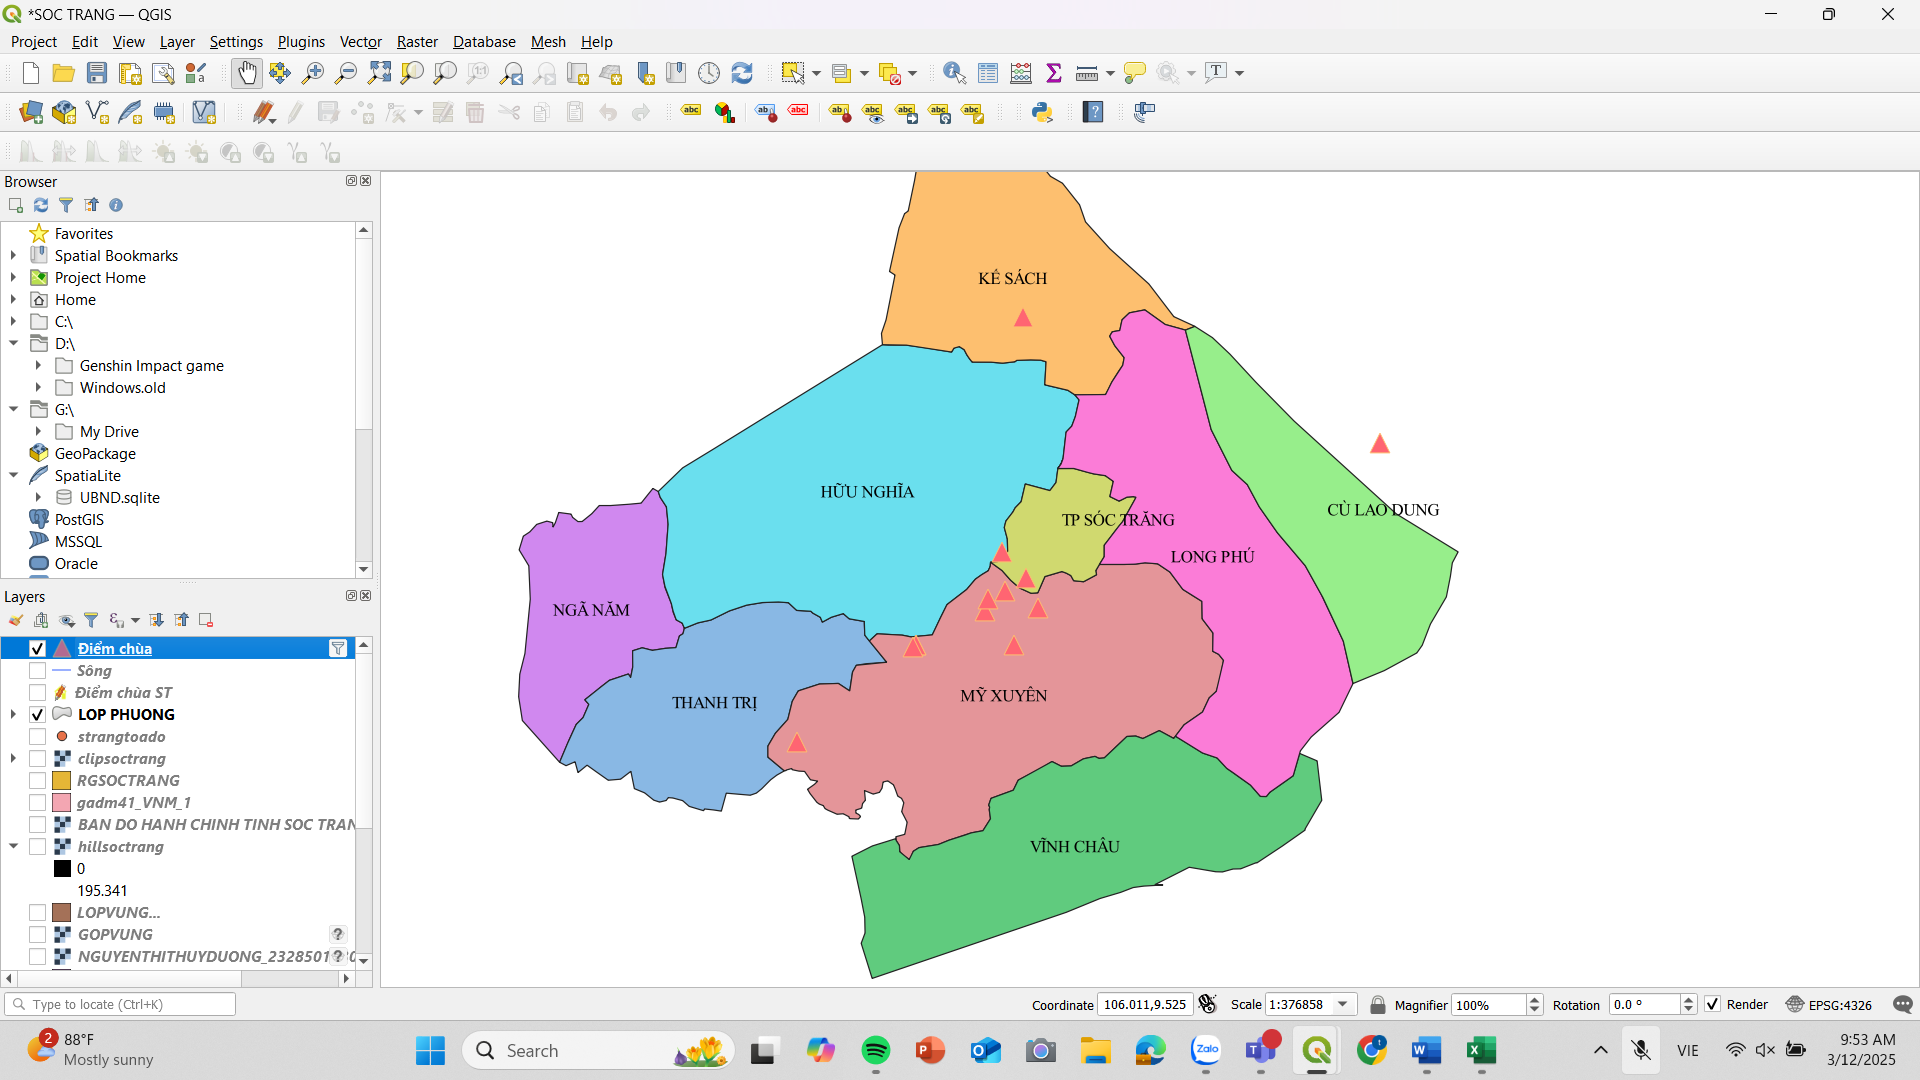 *SOC TRANG — QGIS
Project Edit View Layer Settings Plugins Vector Raster Database Mesh Help
Browser
Favorites
Spatial Bookmarks
Project Home
Home
C:\
D:\
Genshin Impact game
Windows.old
G:\
My Drive
GeoPackage
SpatiaLite
UBND.sqlite
PostGIS
MSSQL
Oracle
Layers
Điểm chùa
Sông
Điểm chùa ST
LOP PHUONG
strangtoado
clipsoctrang
RGSOCTRANG
gadm41_VNM_1
BAN DO HANH CHINH TINH SOC TRAN
hillsoctrang
0
195.341
LOPVUNG...
GOPVUNG
NGUYENTHITHUYDUONG_2328501
KẾ SÁCH
HỮU NGHĨA
TP SÓC TRĂNG
CÙ LAO DUNG
LONG PHÚ
NGÃ NĂM
THANH TRỊ
MỸ XUYÊN
VĨNH CHÂU
Type to locate (Ctrl+K)
Coordinate 106.011,9.525 Scale 1:376858 Magnifier 100% Rotation 0.0 ° Render EPSG:4326
2
88°F
Mostly sunny
Search
Zalo
VIE
9:53 AM
3/12/2025